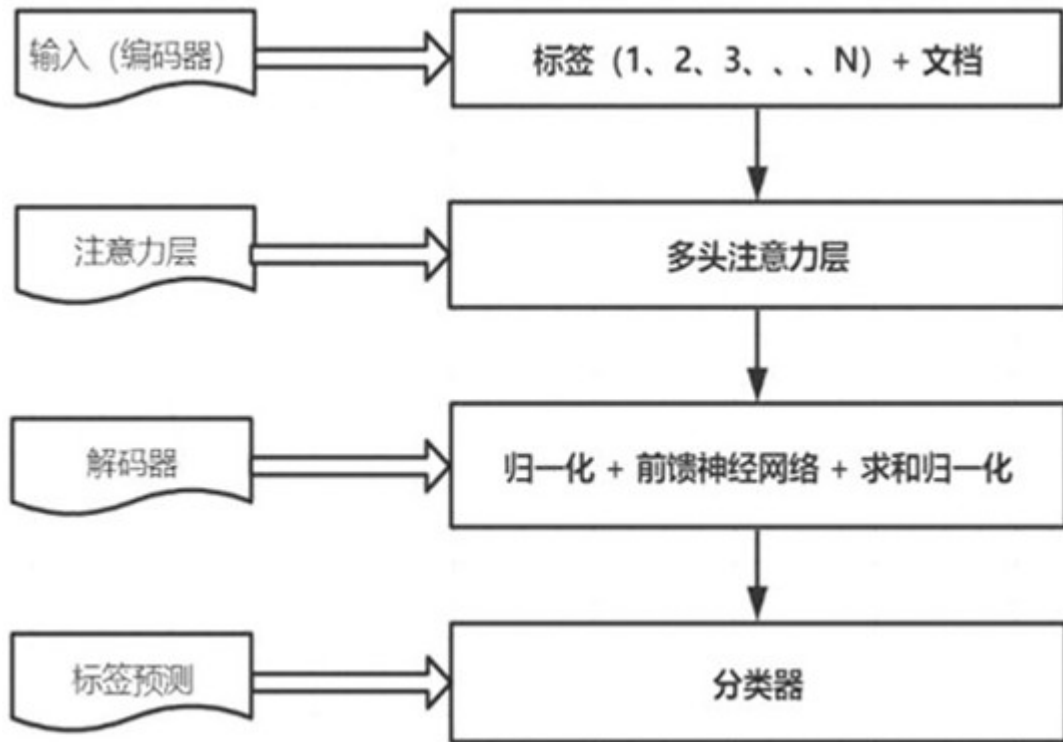 输入（编码器）
标签（1、2、3、、、N）+ 文档
注意力层
多头注意力层
解码器
归一化 + 前馈神经网络 + 求和归一化
标签预测
分类器